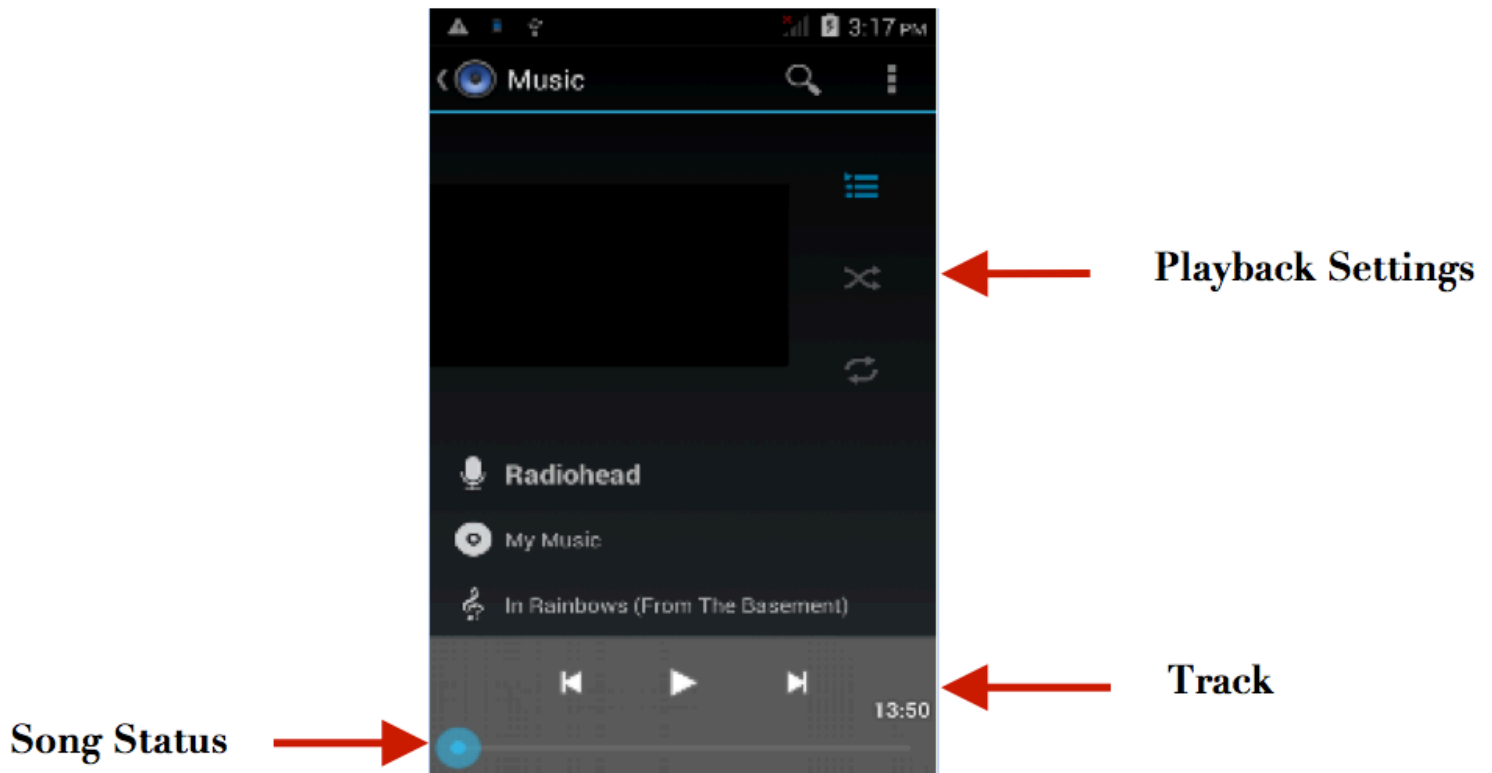 3:17 PM
Music
Playback Settings
Radiohead
My Music
In Rainbows (From The Basement)
Track
13:50
Song Status